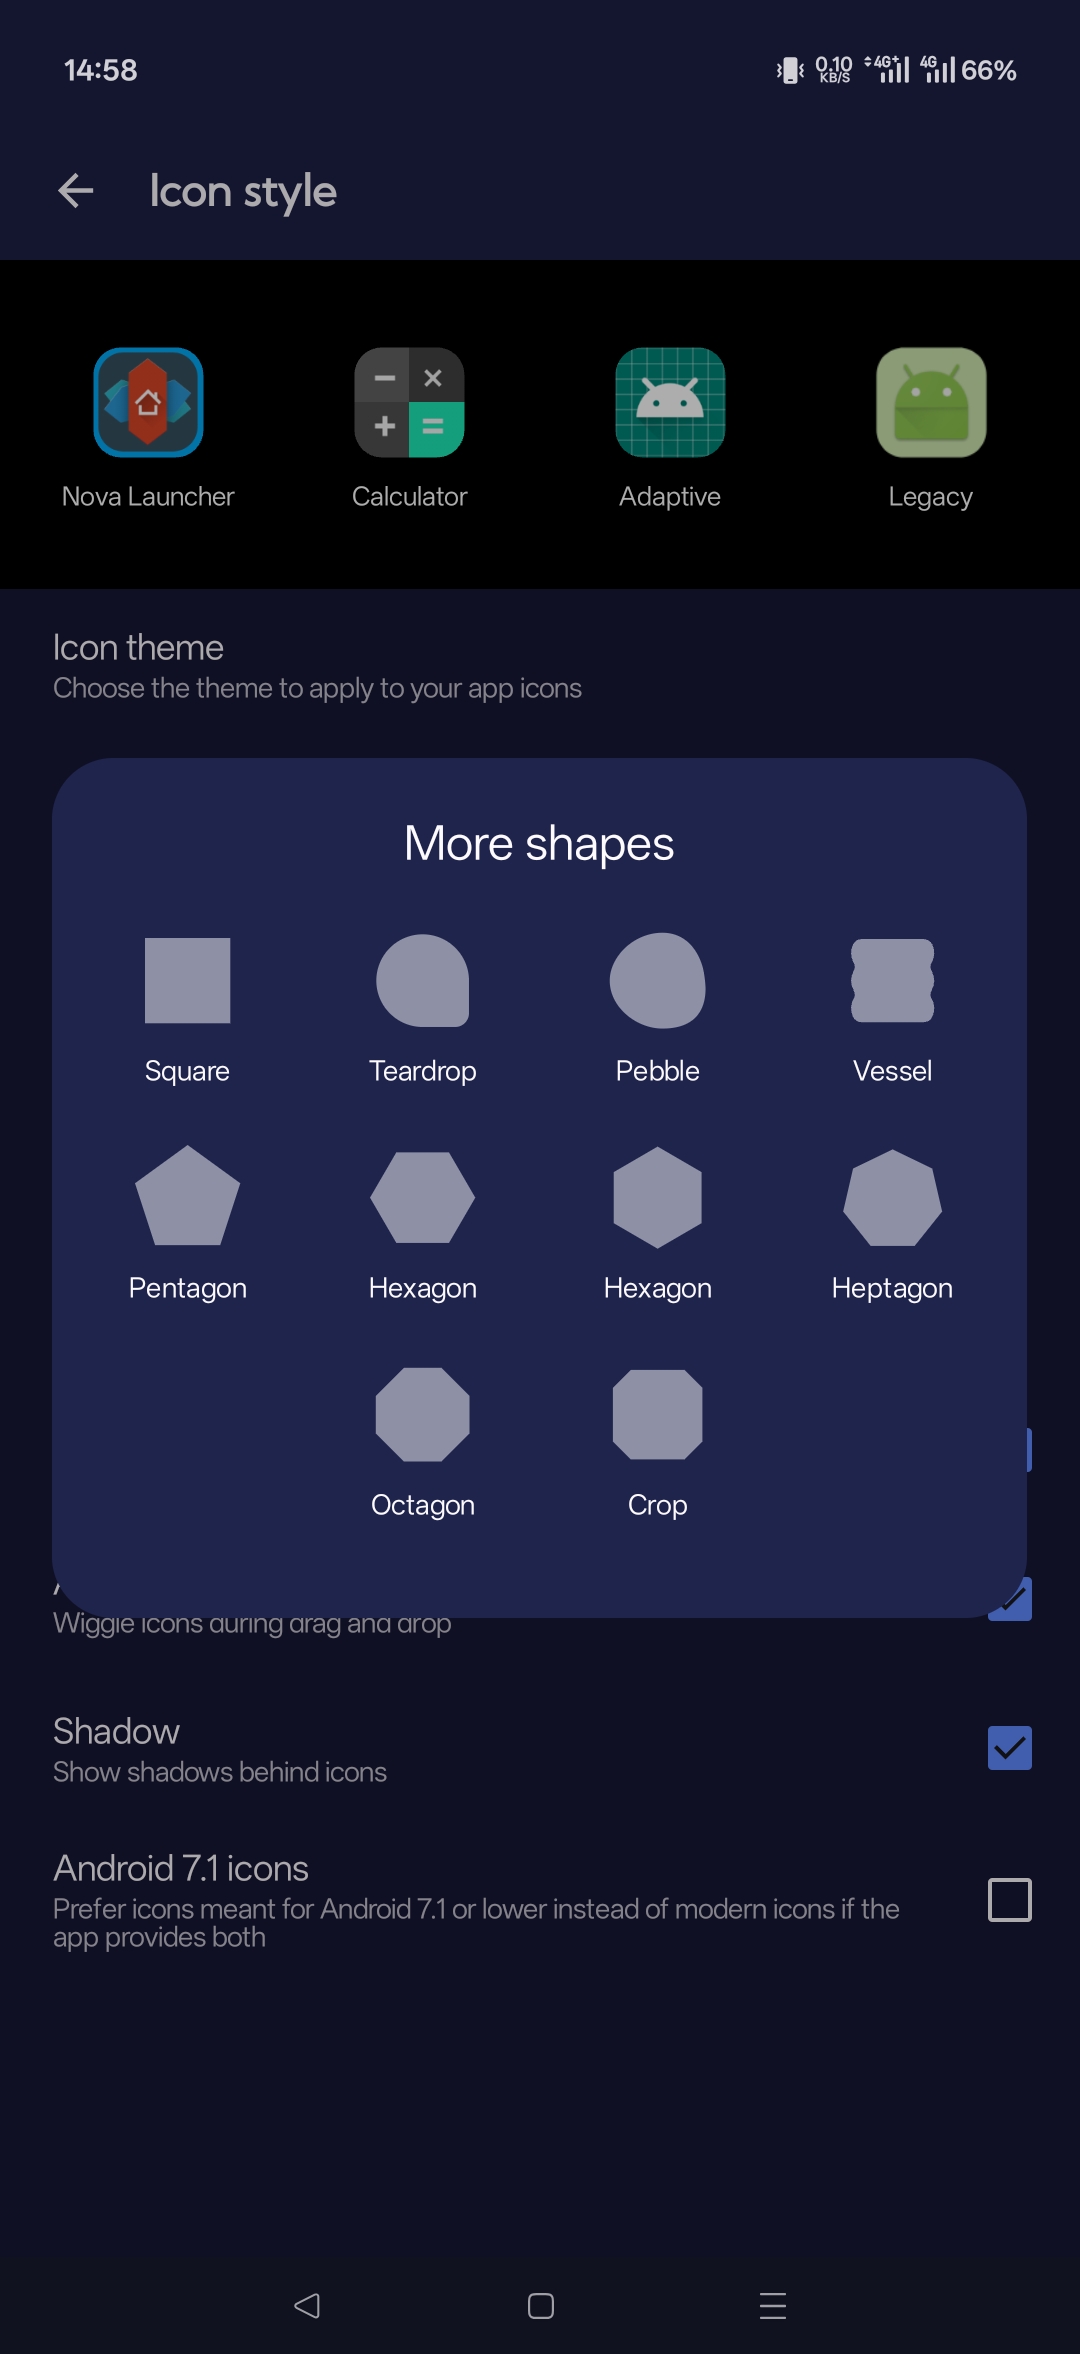 14:58
0.10 KB/S 4G+ 4G 66%
Icon style
Nova Launcher Calculator Adaptive Legacy
Icon theme
Choose the theme to apply to your app icons
More shapes
Square Teardrop Pebble Vessel
Pentagon Hexagon Hexagon Heptagon
Octagon Crop
Wiggle icons during drag and drop
Shadow
Show shadows behind icons
Android 7.1 icons
Prefer icons meant for Android 7.1 or lower instead of modern icons if the
app provides both